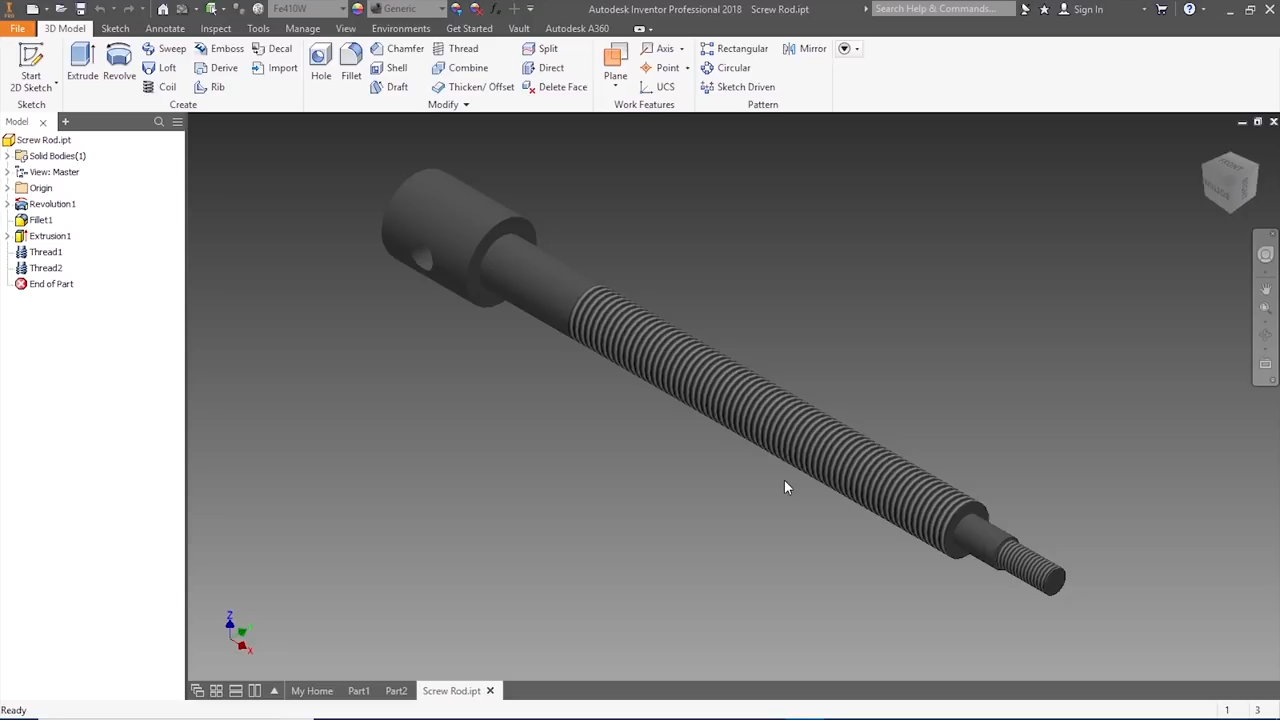 Fe410W Generic Autodesk Inventor Professional 2018 Screw Rod.ipt Search Help & Commands... Sign In
File 3D Model Sketch Annotate Inspect Tools Manage View Environments Get Started Vault Autodesk A360
Sweep Emboss Decal Chamfer Thread Split Axis Rectangular Mirror
Start 2D Sketch Extrude Revolve Loft Derive Import Hole Fillet Shell Combine Direct Plane Point Circular
Coil Rib Draft Thicken/ Offset Delete Face UCS Sketch Driven
Sketch Create Modify Work Features Pattern
Model
Screw Rod.ipt
Solid Bodies(1)
View: Master
Origin
Revolution1
Fillet1
Extrusion1
Thread1
Thread2
End of Part
FRONT
Z
X
My Home Part1 Part2 Screw Rod.ipt
Ready 1 3